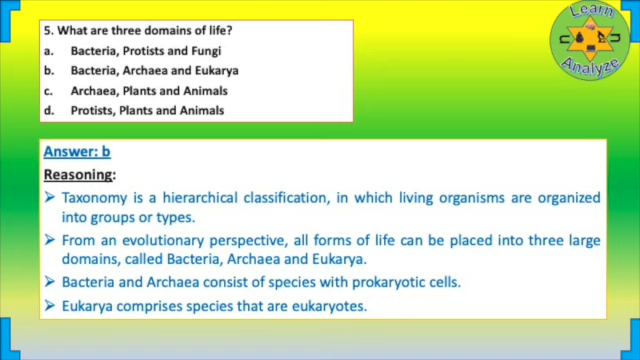 5. What are three domains of life?
a. Bacteria, Protists and Fungi
b. Bacteria, Archaea and Eukarya
c. Archaea, Plants and Animals
d. Protists, Plants and Animals
Learn
n
n
Analyze
Answer: b
Reasoning:
➢ Taxonomy is a hierarchical classification, in which living organisms are organized
into groups or types.
➢ From an evolutionary perspective, all forms of life can be placed into three large
domains, called Bacteria, Archaea and Eukarya.
➢ Bacteria and Archaea consist of species with prokaryotic cells.
➢ Eukarya comprises species that are eukaryotes.